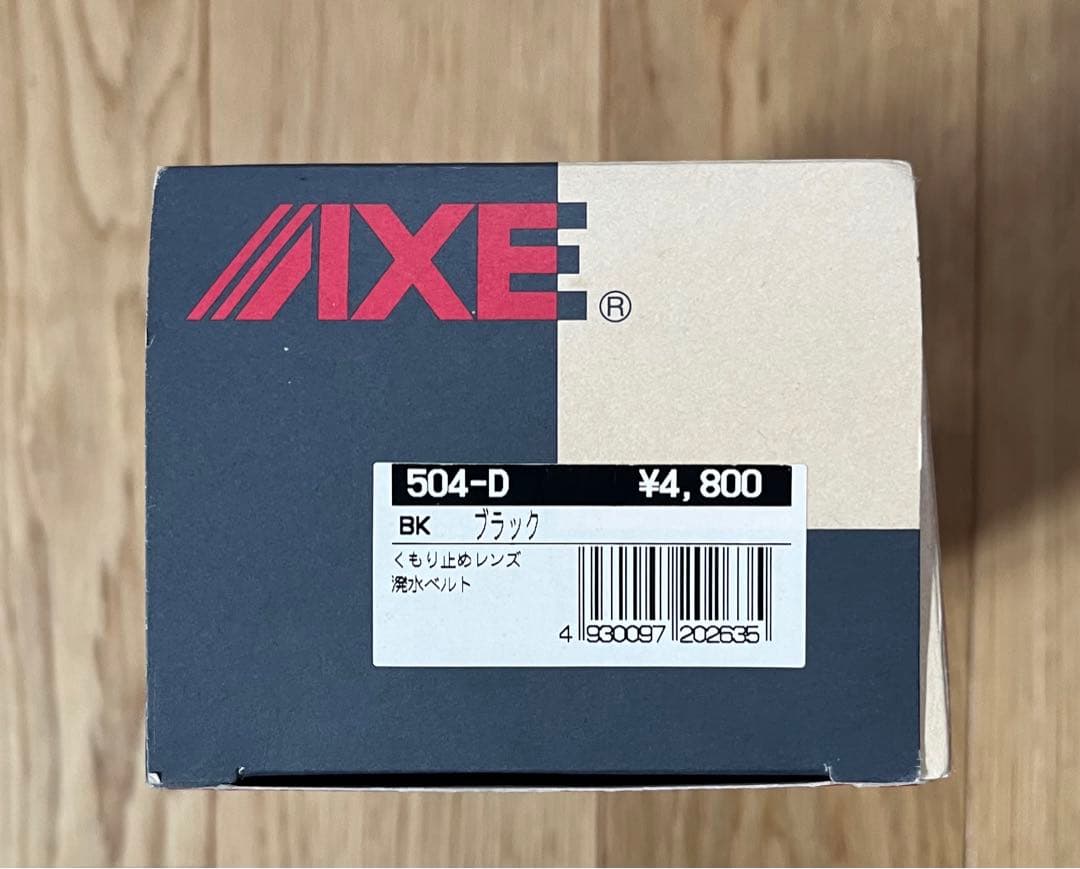 AXE®
504-D ¥4,800
BK ブラック
くもり止めレンズ
溌水ベルト
4 930097 202635